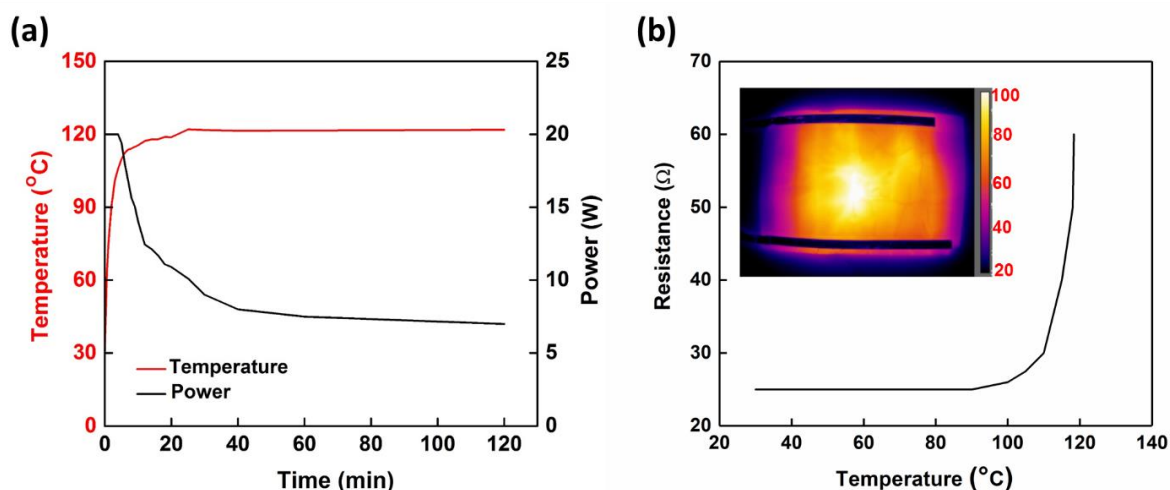 (a)
150
120
90
60
30
0
Temperature (°C)
25
20
15
10
5
0
Power (W)
Temperature
Power
0 20 40 60 80 100 120
Time (min)
(b)
70
60
50
40
30
20
Resistance (Ω)
100
80
60
40
20
20 40 60 80 100 120 140
Temperature (°C)